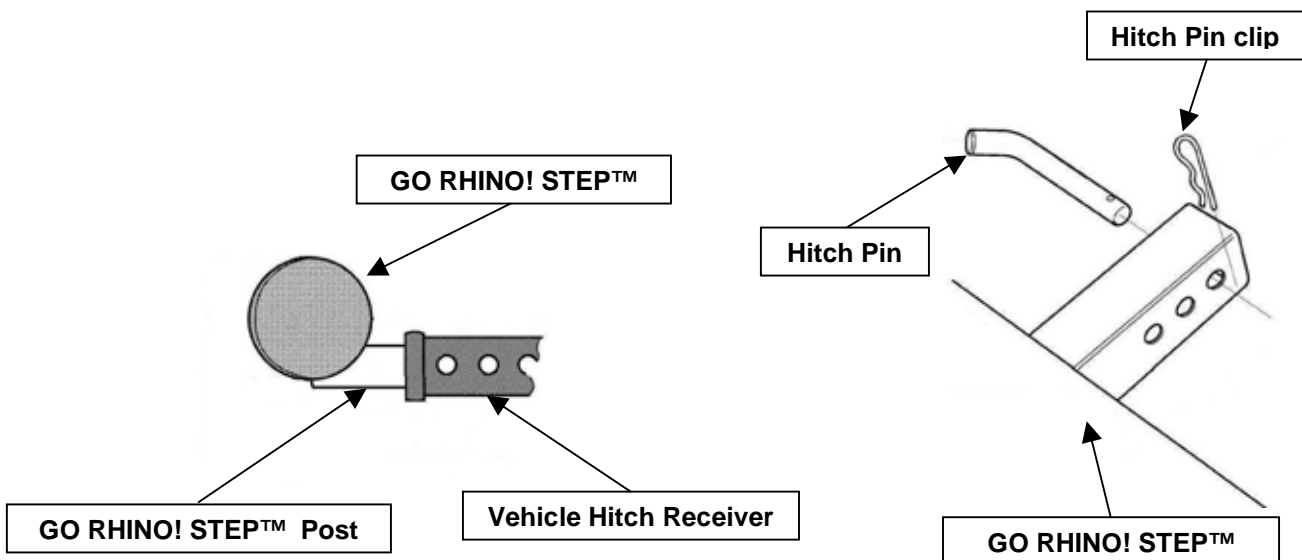 Hitch Pin clip
GO RHINO! STEP™
Hitch Pin
GO RHINO! STEP™ Post
Vehicle Hitch Receiver
GO RHINO! STEP™